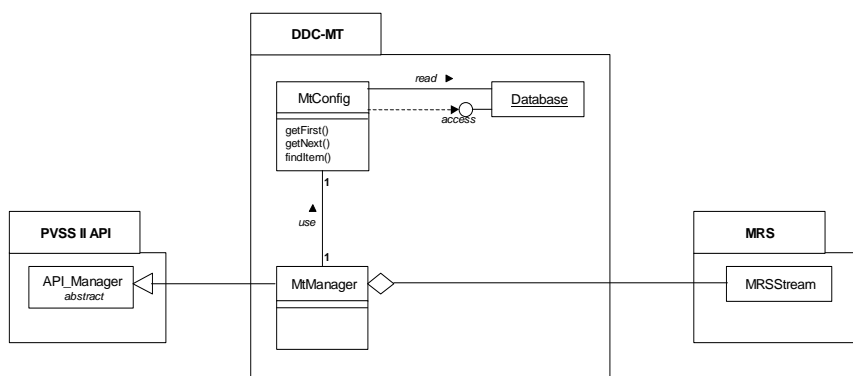 DDC-MT
read ►
MtConfig
Database
access
getFirst()
getNext()
findItem()
1
▲
use
PVSS II API
MRS
1
API_Manager
abstract
MtManager
MRSStream